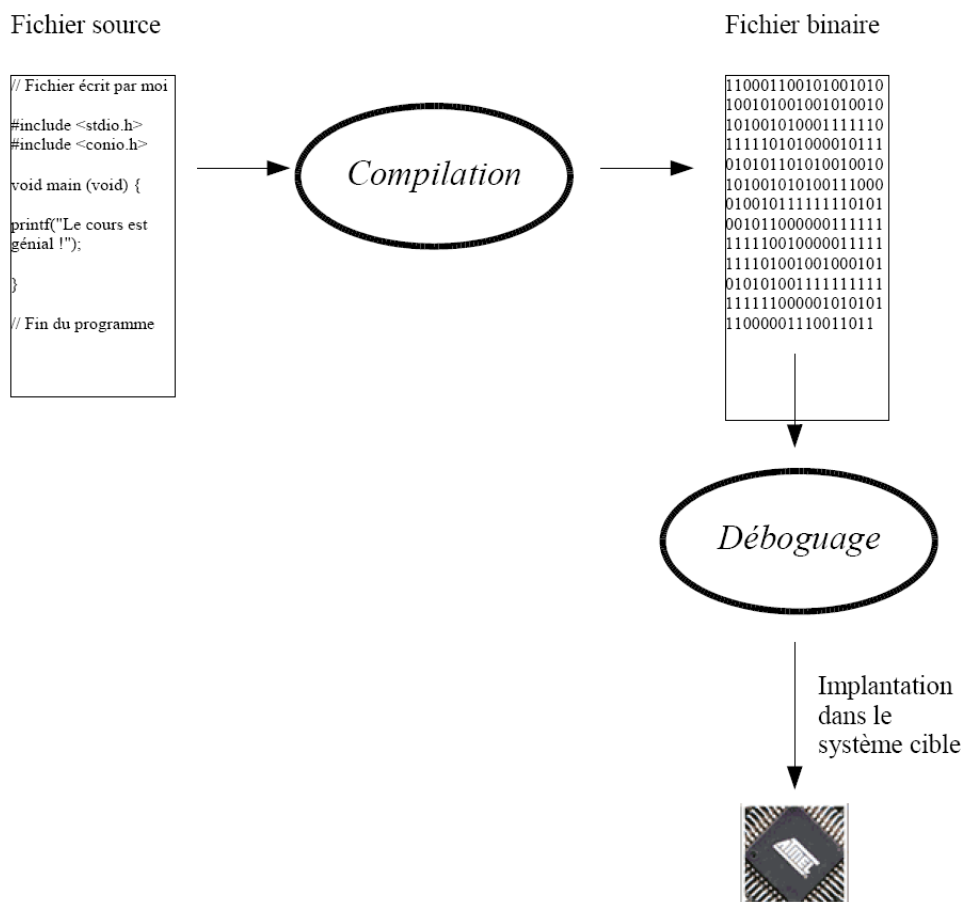 Fichier source
// Fichier écrit par moi
#include <stdio.h>
#include <conio.h>
void main (void) {
printf("Le cours est
génial !");
}
// Fin du programme
Compilation
Fichier binaire
110001100101001010
100101001001010010
101001010001111110
111110101000010111
010101101010010010
101001010100111000
010010111111110101
001011000000111111
111110010000011111
111101001001000101
010101001111111111
111111000001010101
11000001110011011
Déboguage
Implantation
dans le
système cible
ATMEL